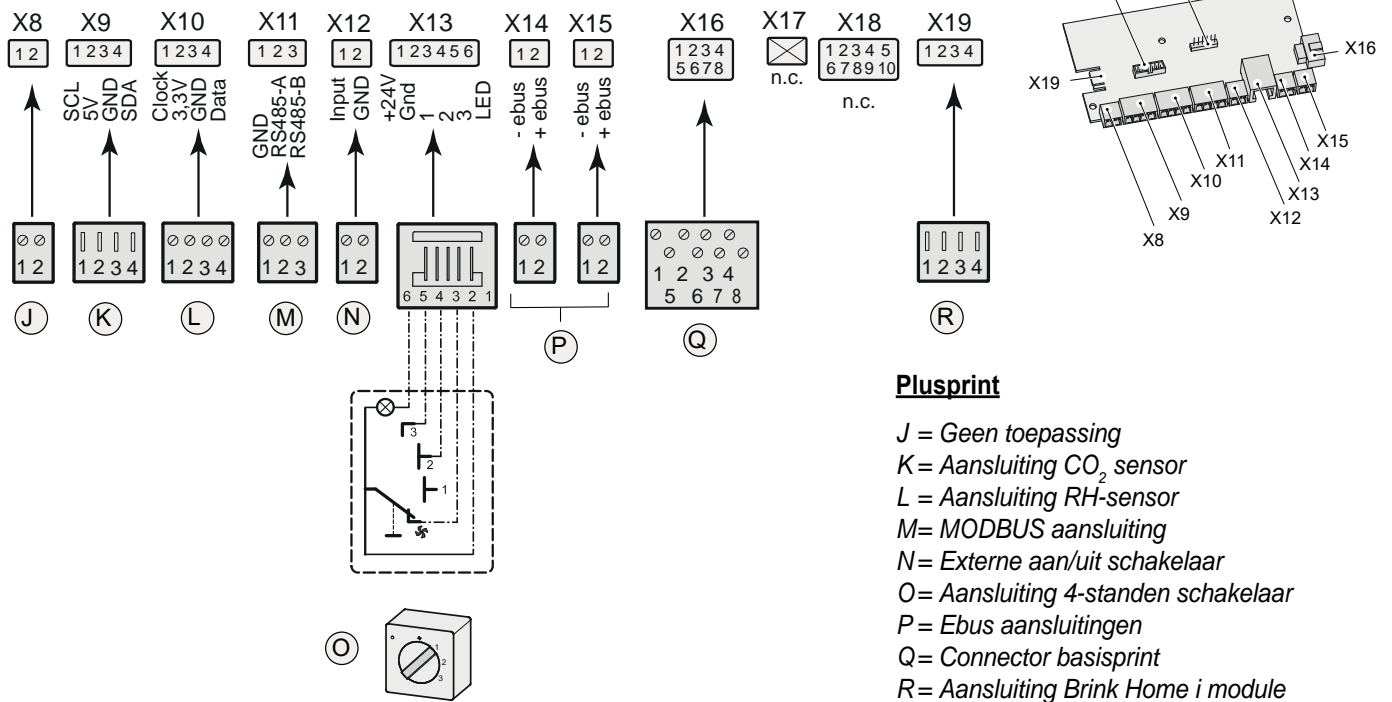 X8 X9 X10 X11 X12 X13 X14 X15 X16 X17 X18 X19
1 2
1 2 3 4
1 2 3 4
1 2 3
1 2
1 2 3 4 5 6
1 2
1 2
1 2 3 4
5 6 7 8
n.c.
1 2 3 4 5
6 7 8 9 10
n.c.
1 2 3 4
SCL
5V
GND
SDA
Clock
3,3V
GND
Data
GND
RS485-A
RS485-B
Input
GND
+24V
Gnd
1
2
3
LED
- ebus
+ ebus
- ebus
+ ebus
X19
X16
X15
X14
X13
X12
X11
X10
X9
X8
1 2
1 2 3 4
1 2 3 4
1 2 3
1 2
6 5 4 3 2 1
1 2
1 2
1 2 3 4
5 6 7 8
1 2 3 4
J
K
L
M
N
P
Q
R
3
2
1
O
1
2
3
Plusprint
J = Geen toepassing
K = Aansluiting CO2 sensor
L = Aansluiting RH-sensor
M= MODBUS aansluiting
N = Externe aan/uit schakelaar
O= Aansluiting 4-standen schakelaar
P = Ebus aansluitingen
Q= Connector basisprint
R= Aansluiting Brink Home i module